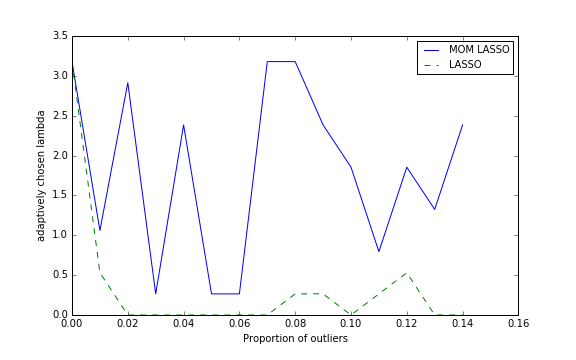 3.5
3.0
2.5
2.0
1.5
1.0
0.5
0.0
adaptively chosen lambda
MOM LASSO
LASSO
0.00 0.02 0.04 0.06 0.08 0.10 0.12 0.14 0.16
Proportion of outliers